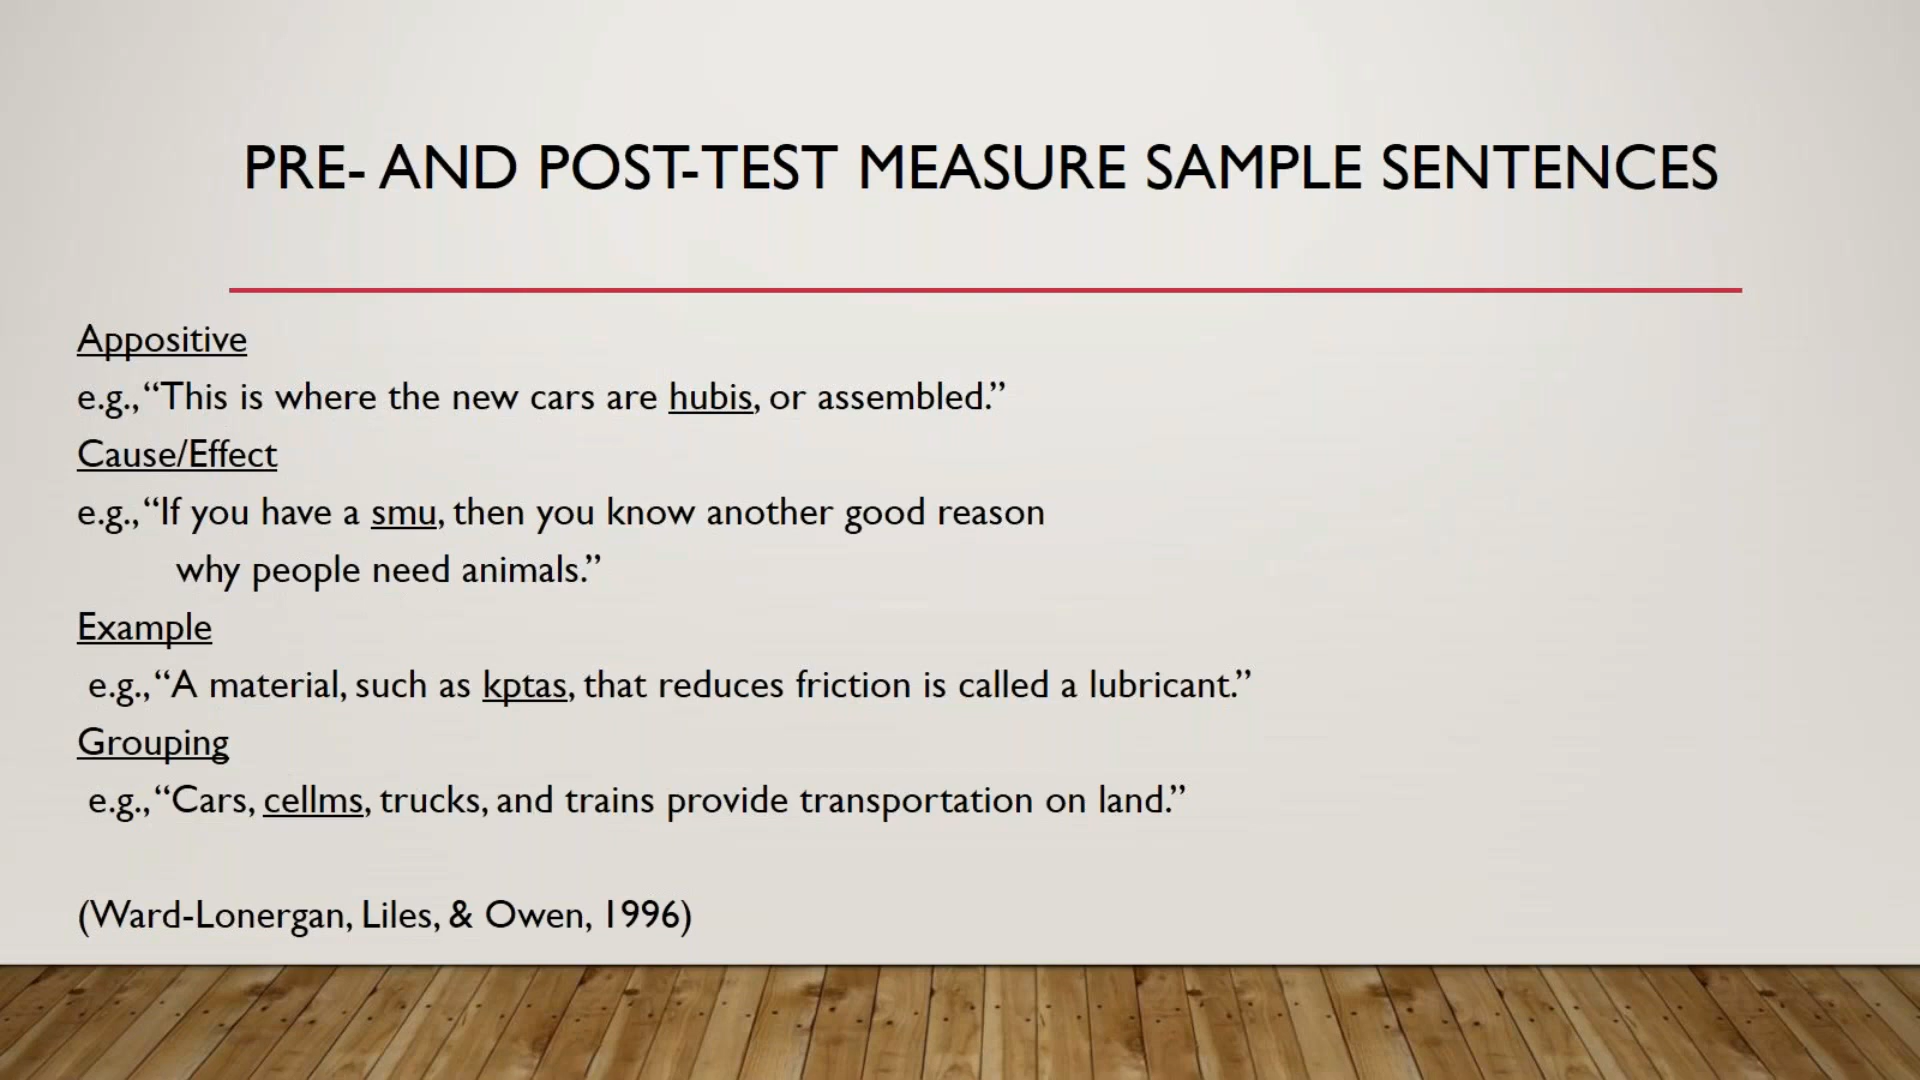 PRE- AND POST-TEST MEASURE SAMPLE SENTENCES
Appositive
e.g., “This is where the new cars are hubis, or assembled.”
Cause/Effect
e.g., “If you have a smu, then you know another good reason
why people need animals.”
Example
e.g., “A material, such as kptas, that reduces friction is called a lubricant.”
Grouping
e.g., “Cars, cellms, trucks, and trains provide transportation on land.”
(Ward-Lonergan, Liles, & Owen, 1996)